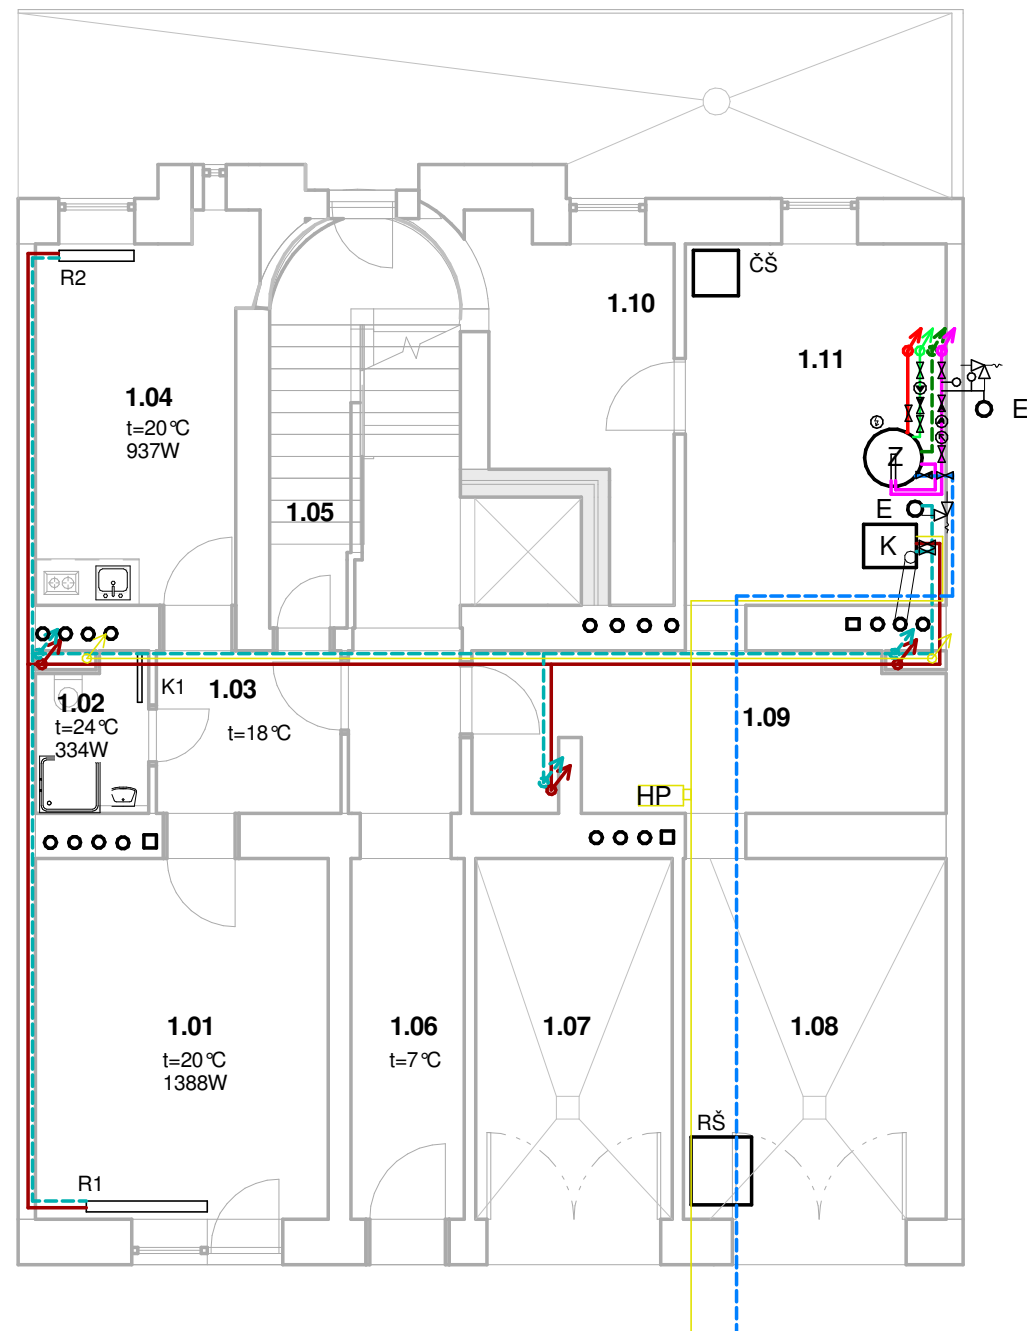 R2
ČŠ
1.10
1.11
1.04
t=20°C
937W
E
Z
1.05
E
K
1.02
t=24°C
334W
K1
1.03
t=18°C
1.09
HP
1.01
t=20°C
1388W
1.06
t=7°C
1.07
1.08
RŠ
R1